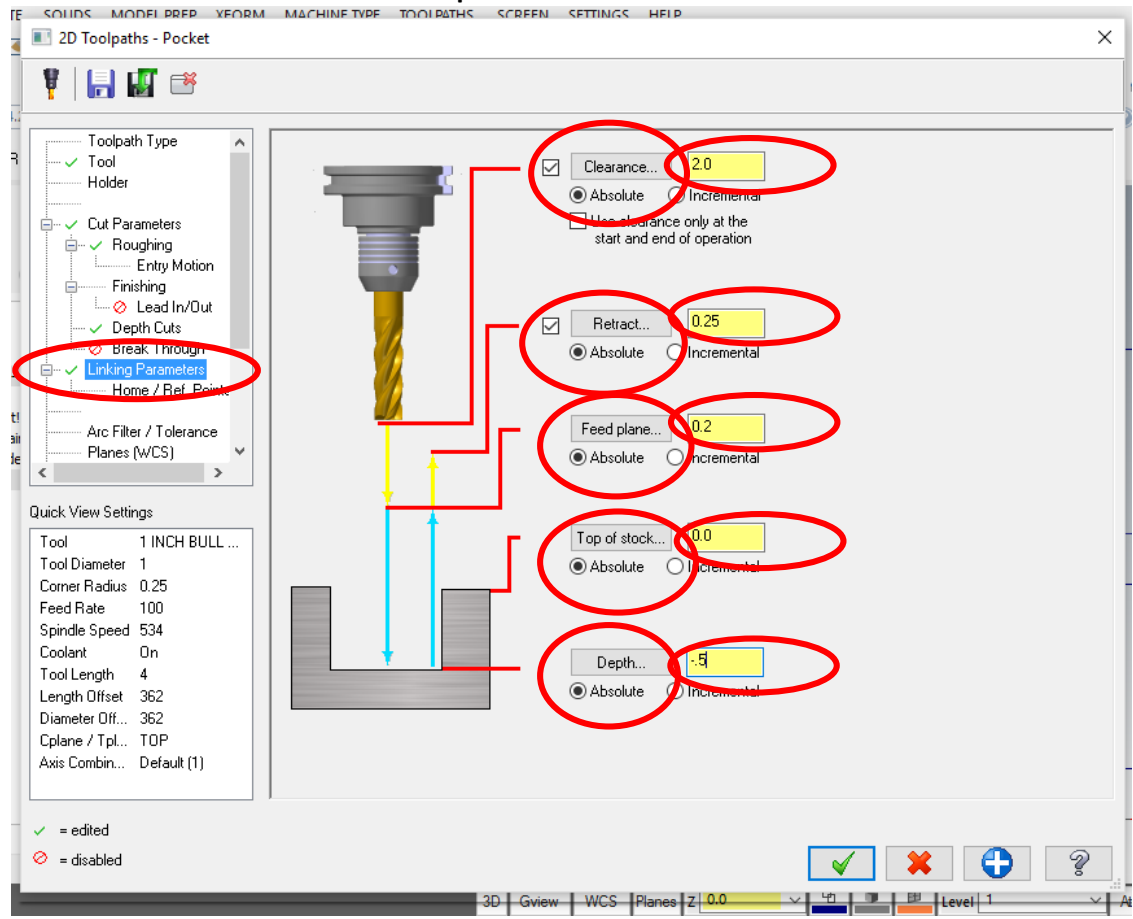 SOLIDS MODEL PREP XFORM MACHINE TYPE TOOLPATHS SCREEN SETTINGS HELP
2D Toolpaths - Pocket
Toolpath Type
Tool
Holder
Cut Parameters
Roughing
Entry Motion
Finishing
Lead In/Out
Depth Cuts
Break Through
Linking Parameters
Home / Ref. Points
Arc Filter / Tolerance
Planes (WCS)
Clearance... 2.0
Absolute Incremental
Use clearance only at the
start and end of operation
Retract... 0.25
Absolute Incremental
Feed plane... 0.2
Absolute Incremental
Top of stock... 0.0
Absolute Incremental
Depth... -.5
Absolute Incremental
Quick View Settings
Tool 1 INCH BULL ...
Tool Diameter 1
Corner Radius 0.25
Feed Rate 100
Spindle Speed 534
Coolant On
Tool Length 4
Length Offset 362
Diameter Off... 362
Cplane / Tpl... TOP
Axis Combin... Default (1)
= edited
= disabled
3D Gview WCS Planes Z 0.0 Level 1